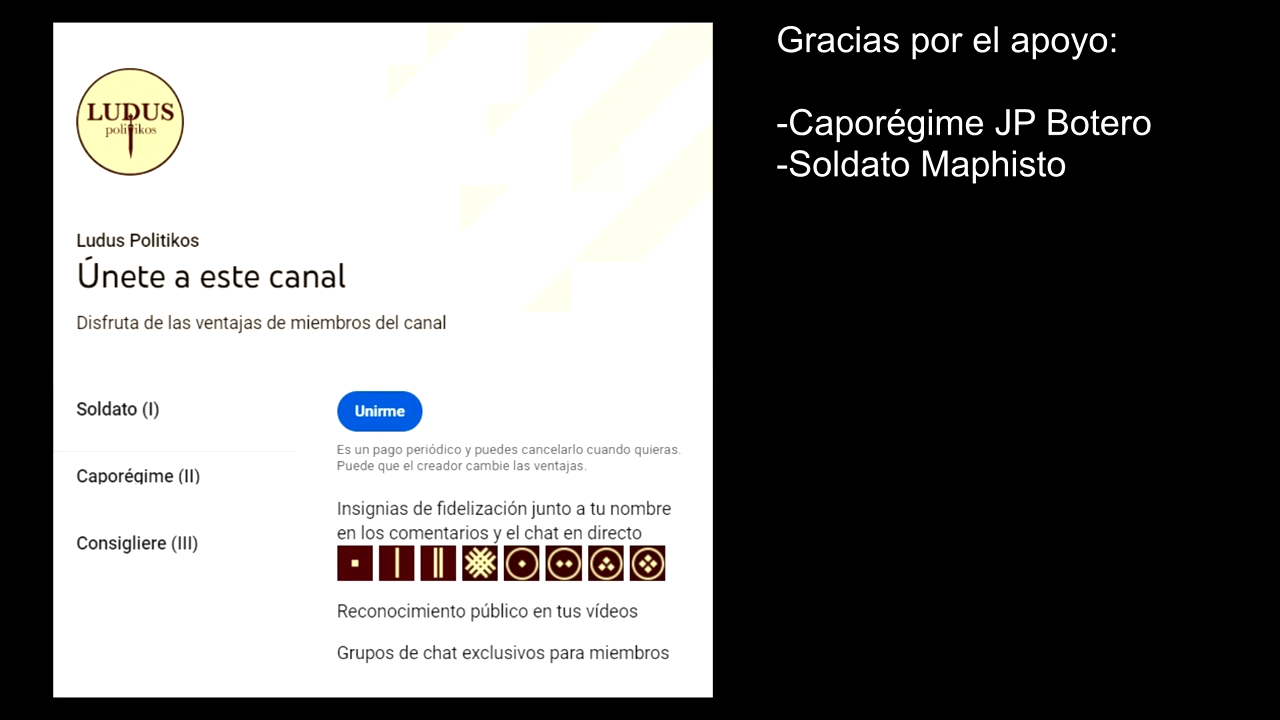 LUDUS
politikos
Ludus Politikos
Únete a este canal
Disfruta de las ventajas de miembros del canal
Soldato (I)
Caporégime (II)
Consigliere (III)
Unirme
Es un pago periódico y puedes cancelarlo cuando quieras.
Puede que el creador cambie las ventajas.
Insignias de fidelización junto a tu nombre
en los comentarios y el chat en directo
Reconocimiento público en tus vídeos
Grupos de chat exclusivos para miembros
Gracias por el apoyo:
-Caporégime JP Botero
-Soldato Maphisto